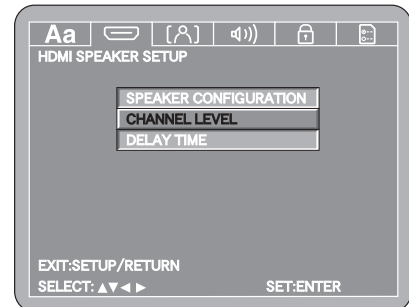 Aa
HDMI SPEAKER SETUP
SPEAKER CONFIGURATION
CHANNEL LEVEL
DELAY TIME
EXIT:SETUP/RETURN
SELECT: ▲▼◀ ▶ SET:ENTER